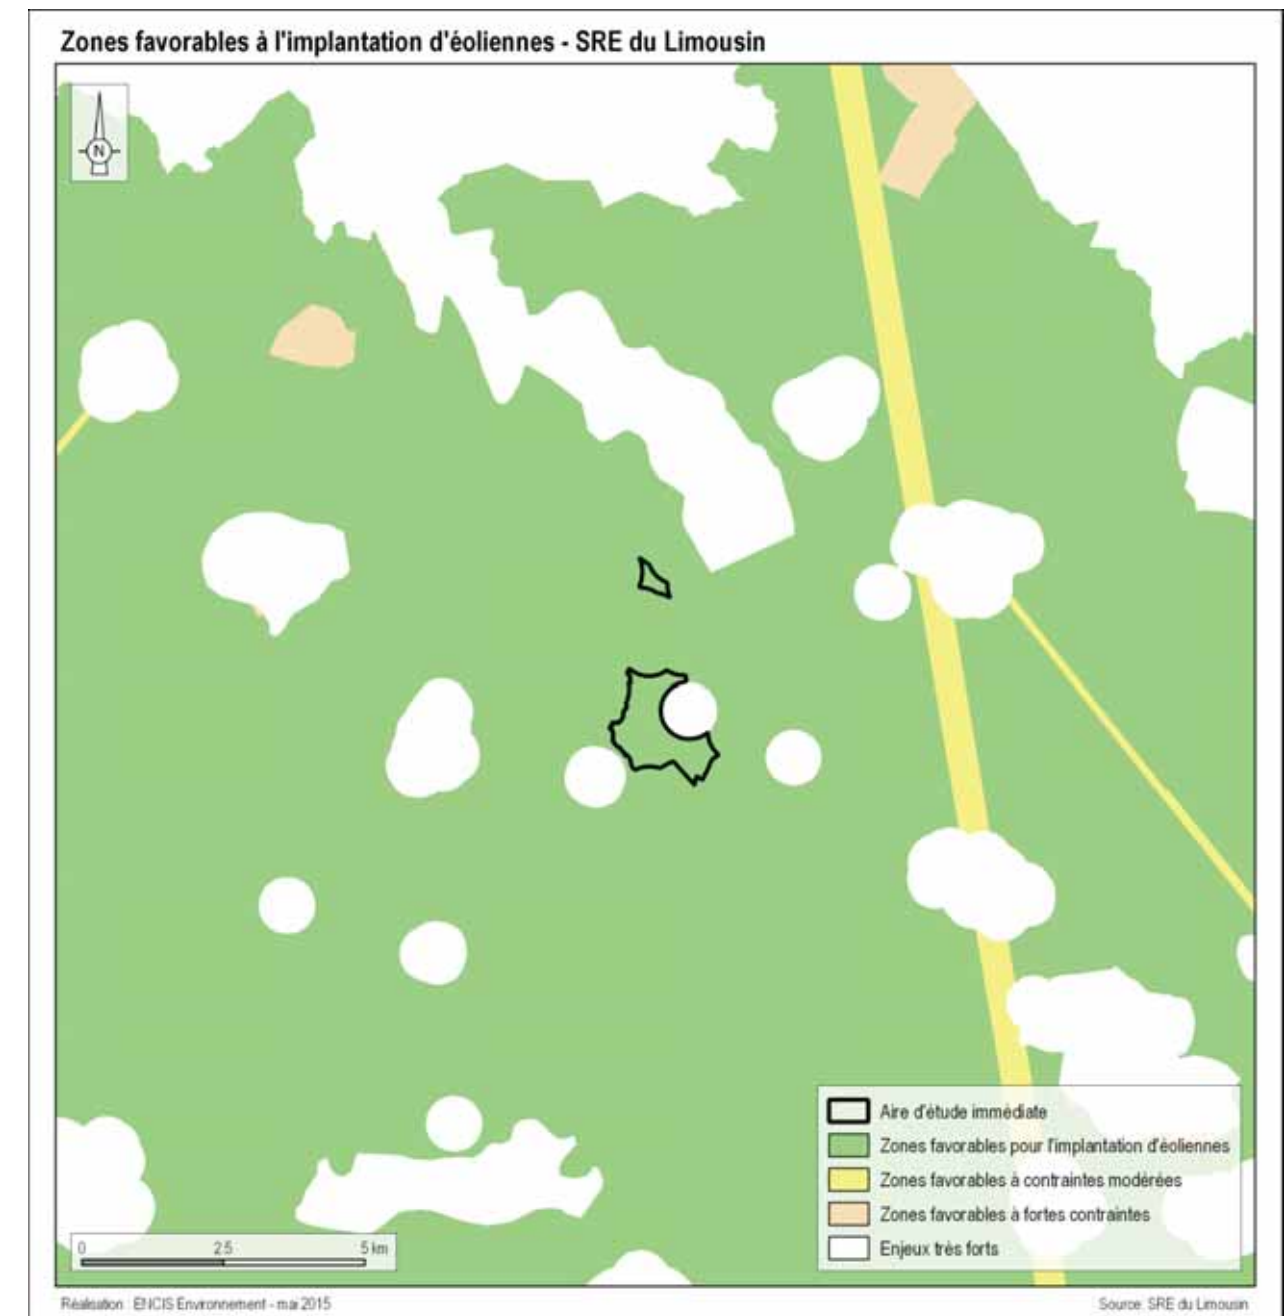 Zones favorables à l'implantation d'éoliennes - SRE du Limousin
N
Aire d'étude immédiate
Zones favorables pour l'implantation d'éoliennes
Zones favorables à contraintes modérées
Zones favorables à fortes contraintes
Enjeux très forts
0 2.5 5 km
Réalisation : ENCIS Environnement - mai 2015
Source: SRE du Limousin